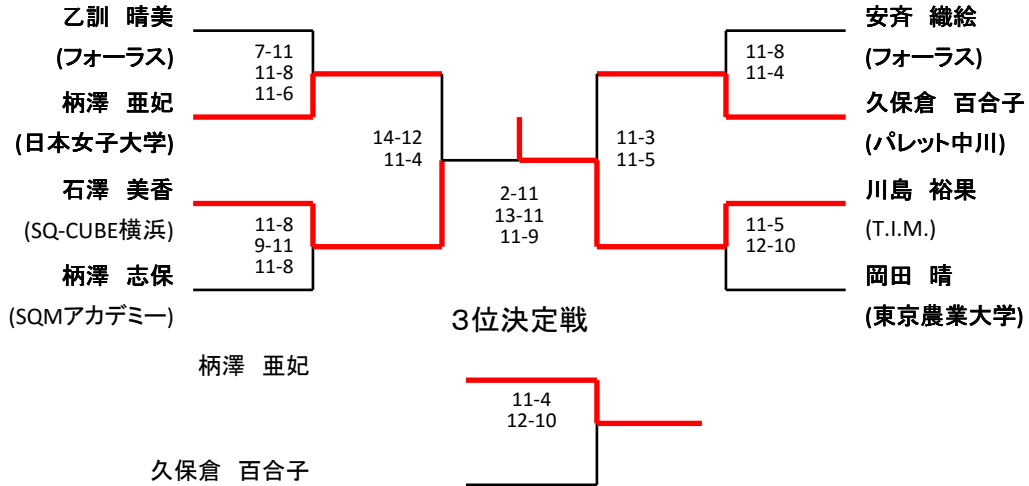 乙訓　晴美
(フォーラス)
柄澤　亜妃
(日本女子大学)
石澤　美香
(SQ-CUBE横浜)
柄澤　志保
(SQMアカデミー)
7-11
11-8
11-6
11-8
9-11
11-8
14-12
11-4
2-11
13-11
11-9
11-3
11-5
11-8
11-4
11-5
12-10
安斉　織絵
(フォーラス)
久保倉　百合子
(パレット中川)
川島　裕果
(T.I.M.)
岡田　晴
(東京農業大学)
3位決定戦
柄澤　亜妃
11-4
12-10
久保倉　百合子